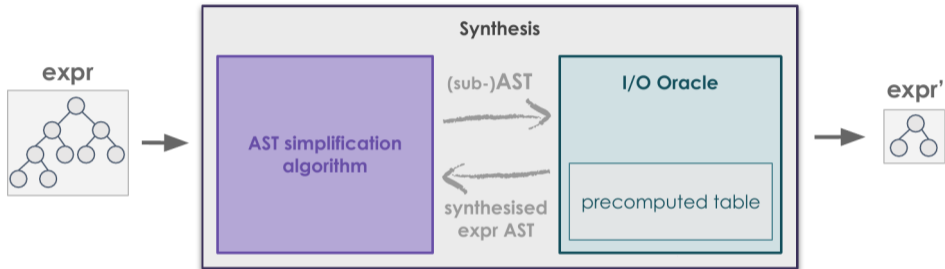 Synthesis
expr
AST simplification
algorithm
(sub-)AST
synthesised
expr AST
I/O Oracle
precomputed table
expr'